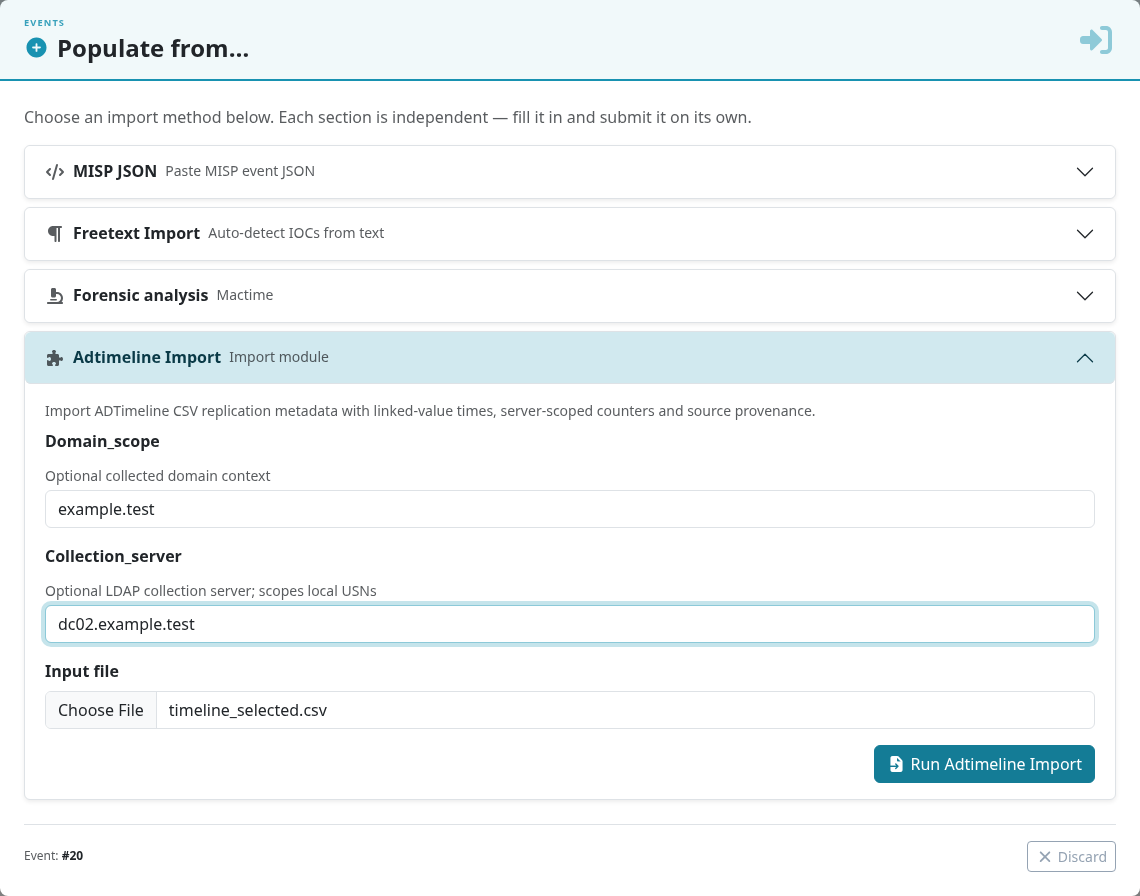 EVENTS
Populate from...
Choose an import method below. Each section is independent — fill it in and submit it on its own.
MISP JSON Paste MISP event JSON
Freetext Import Auto-detect IOCs from text
Forensic analysis Mactime
Adtimeline Import Import module
Import ADTimeline CSV replication metadata with linked-value times, server-scoped counters and source provenance.
Domain_scope
Optional collected domain context
example.test
Collection_server
Optional LDAP collection server; scopes local USNs
dc02.example.test
Input file
Choose File timeline_selected.csv
Run Adtimeline Import
Event: #20
Discard